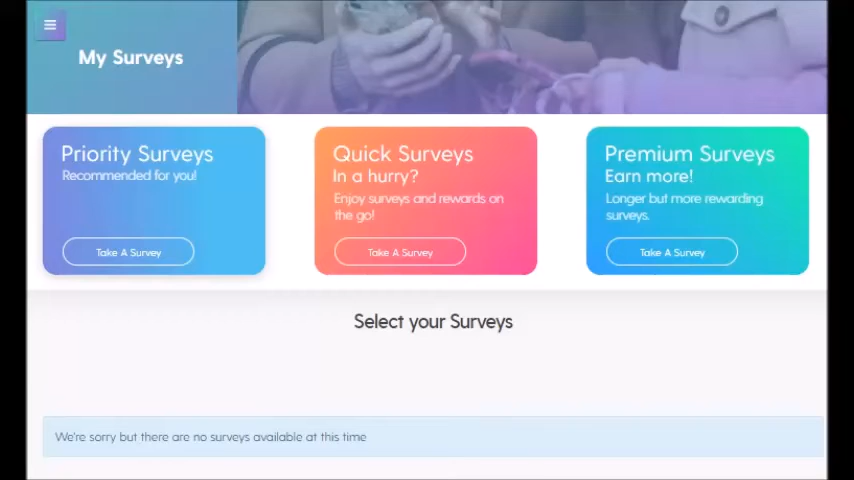 My Surveys
Priority Surveys
Recommended for you!
Take A Survey
Quick Surveys
In a hurry?
Enjoy surveys and rewards on
the go!
Take A Survey
Premium Surveys
Earn more!
Longer but more rewarding
surveys.
Take A Survey
Select your Surveys
We're sorry but there are no surveys available at this time